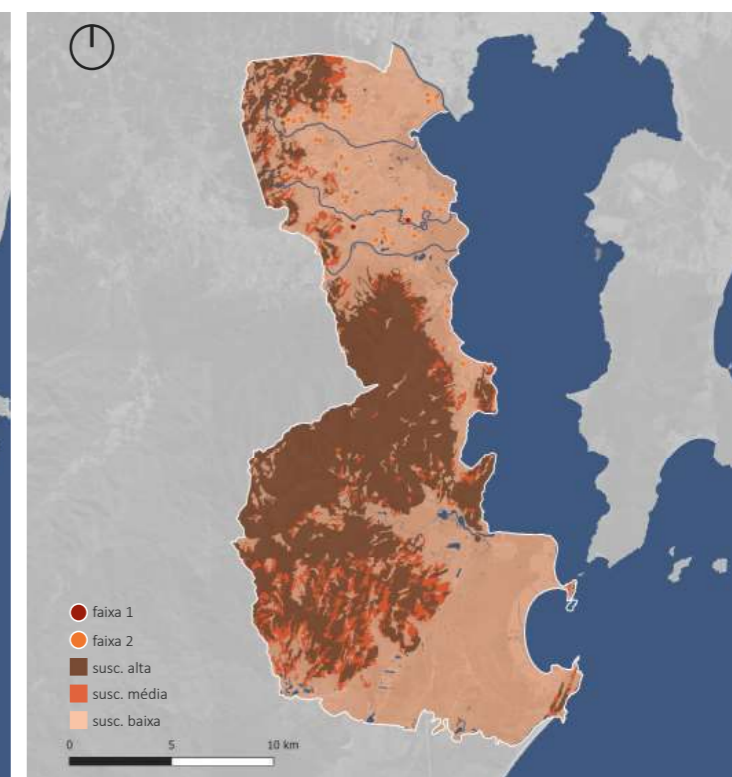 faixa 1
faixa 2
susc. alta
susc. média
susc. baixa
0 5 10 km